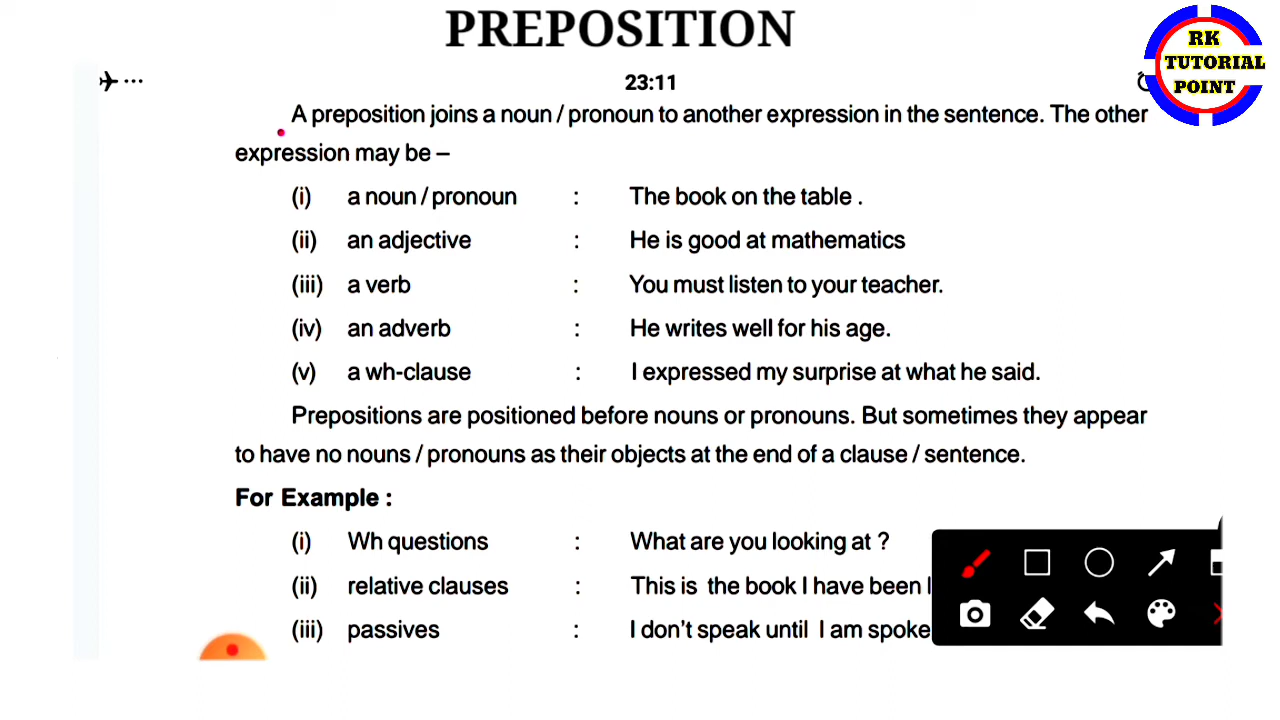 PREPOSITION
RK
TUTORIAL
POINT
23:11
A preposition joins a noun / pronoun to another expression in the sentence. The other
expression may be –
(i) a noun / pronoun : The book on the table .
(ii) an adjective : He is good at mathematics
(iii) a verb : You must listen to your teacher.
(iv) an adverb : He writes well for his age.
(v) a wh-clause : I expressed my surprise at what he said.
Prepositions are positioned before nouns or pronouns. But sometimes they appear
to have no nouns / pronouns as their objects at the end of a clause / sentence.
For Example :
(i) Wh questions : What are you looking at ?
(ii) relative clauses : This is the book I have been
(iii) passives : I don't speak until I am spoke